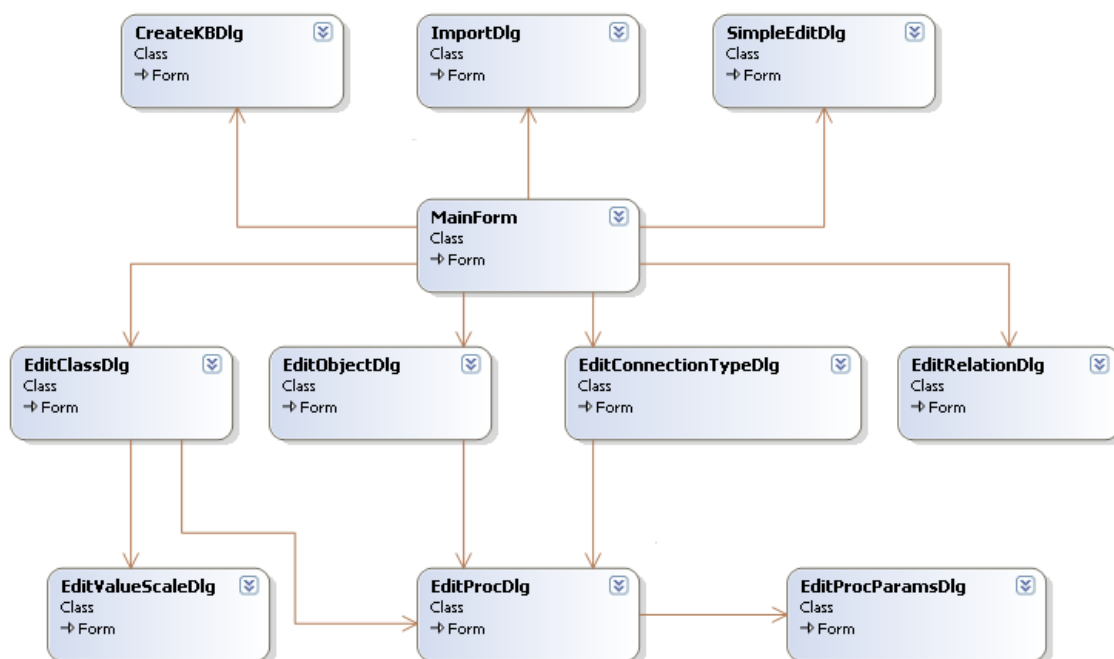 CreateKBDlg
Class
Form
ImportDlg
Class
Form
SimpleEditDlg
Class
Form
MainForm
Class
Form
EditClassDlg
Class
Form
EditObjectDlg
Class
Form
EditConnectionTypeDlg
Class
Form
EditRelationDlg
Class
Form
EditValueScaleDlg
Class
Form
EditProcDlg
Class
Form
EditProcParamsDlg
Class
Form